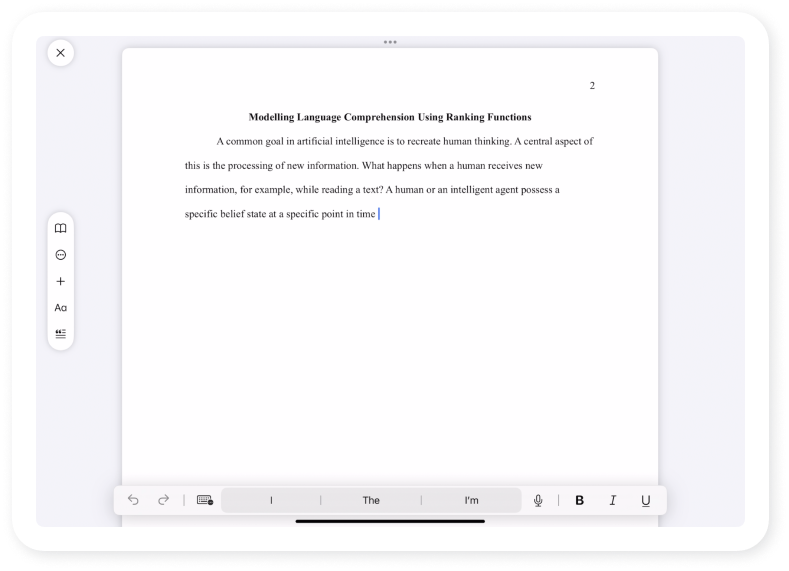 2
Modelling Language Comprehension Using Ranking Functions
A common goal in artificial intelligence is to recreate human thinking. A central aspect of
this is the processing of new information. What happens when a human receives new
information, for example, while reading a text? A human or an intelligent agent possess a
specific belief state at a specific point in time
Aa
I The I'm
B I U